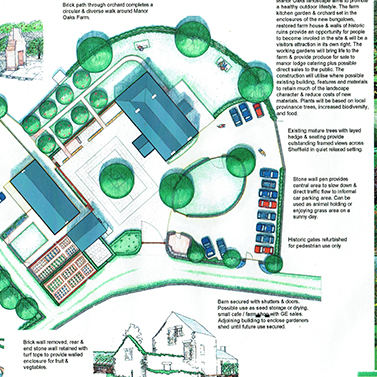 Brick path through orchard completes a
circular & diverse walk around Manor
Oaks Farm.
Manor Oaks landscape aims to promote
a healthy outdoor lifestyle. The farm
kitchen garden & orchard set in the
enclosures of the new bungalows,
restored farm house & walls of historic
ruins provide an opportunity for people
to become involved in the site & will be a
visitors attraction in its own right. The
working gardens will bring life to the
farm & provide produce for sale to
manor lodge catering plus possible
direct sales to the public. The
construction will utilise where possible
existing building, features and materials
to retain much of the landscape
character & reduce costs of new
materials. Plants will be based on local
provinance trees, increased biodiversity,
and food.
Existing mature trees with layed
hedge & seating provide
outstanding framed views across
Sheffield in quiet relaxed setting.
Stone wall pen provides
central area to slow down &
direct traffic flow to informal
car parking area. Can be
used as animal holding or
enjoying grass area on a
sunny day.
Historic gates refurbished
for pedestrian use only
Barn secured with shutters & doors.
Possible use as seed storage or drying,
small cafe / farm shop with GE sales.
Adjoining building to enclose gardeners
shed until future use secured.
Brick wall removed, rear &
end stone wall retained with
turf tops to provide walled
enclosure for fruit &
vegtables.